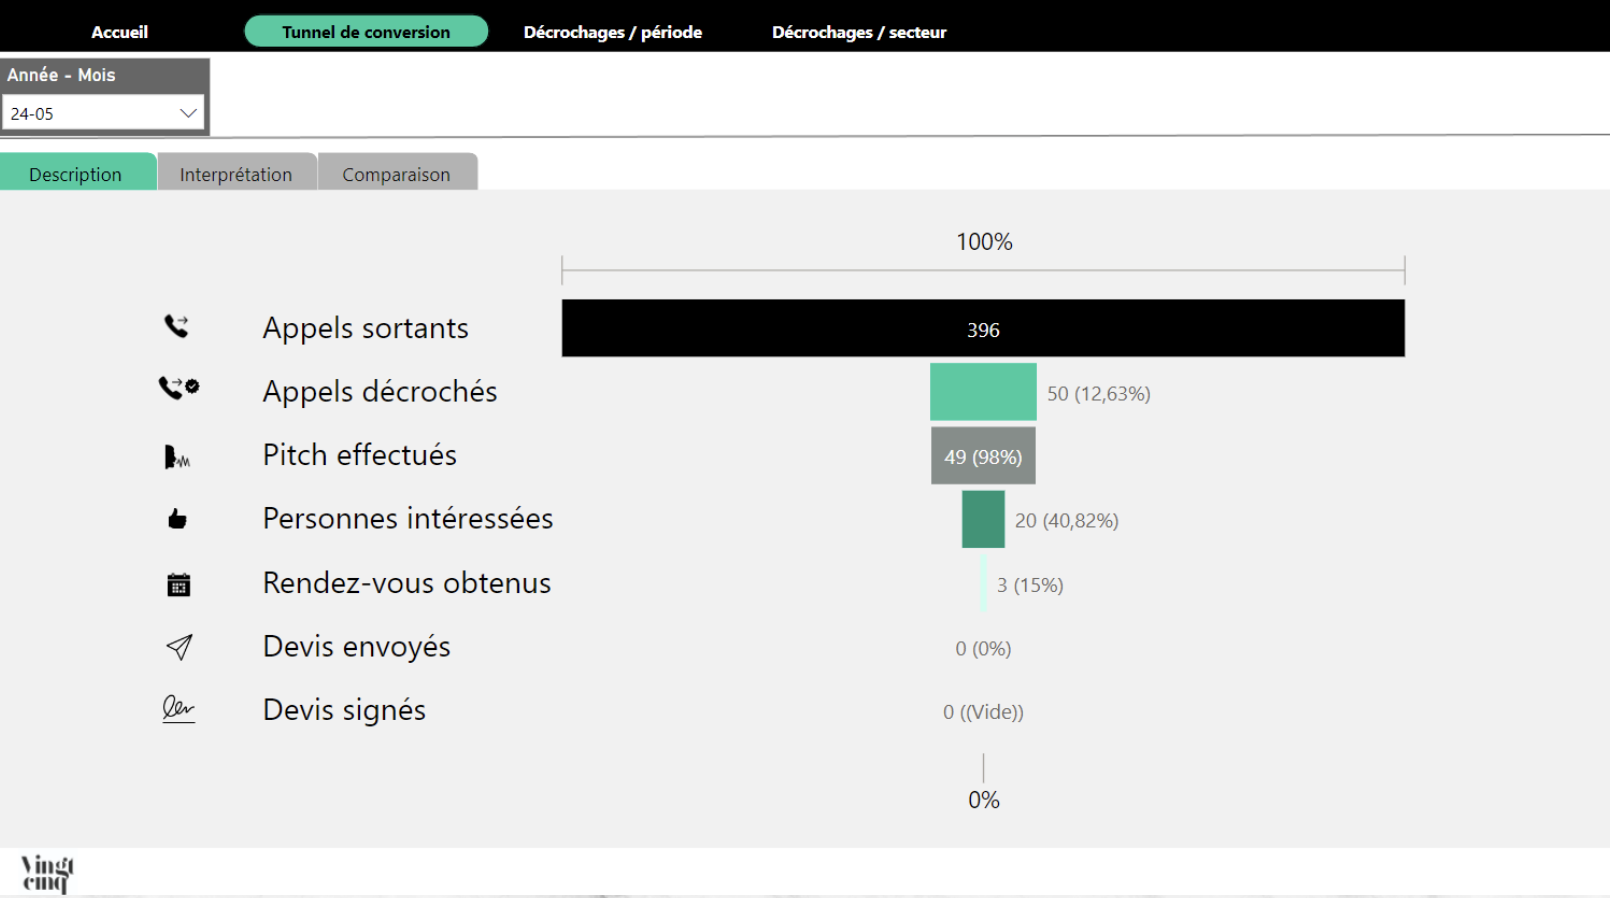 Accueil
Tunnel de conversion
Décrochages / période
Décrochages / secteur
Année - Mois
24-05
Description
Interprétation
Comparaison
100%
Appels sortants
396
Appels décrochés
50 (12,63%)
Pitch effectués
49 (98%)
Personnes intéressées
20 (40,82%)
Rendez-vous obtenus
3 (15%)
Devis envoyés
0 (0%)
Devis signés
0 ((Vide))
0%
Vingt
cinq